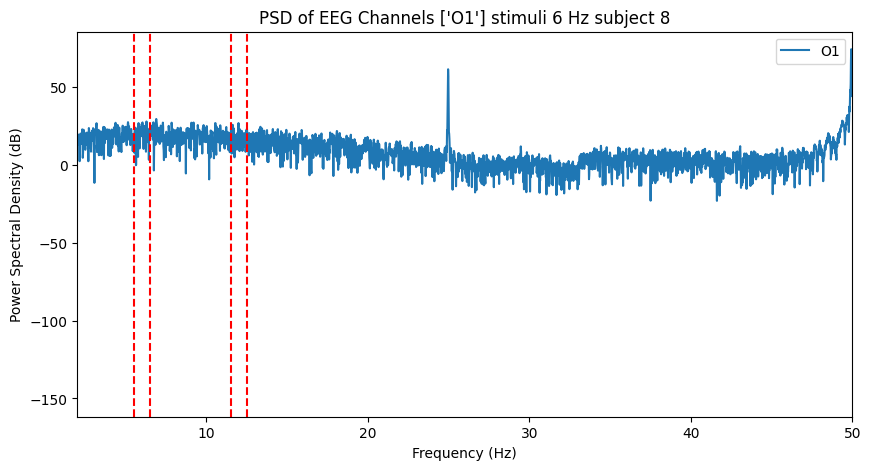 PSD of EEG Channels ['O1'] stimuli 6 Hz subject 8
O1
Power Spectral Density (dB)
50
0
−50
−100
−150
10
20
30
40
50
Frequency (Hz)